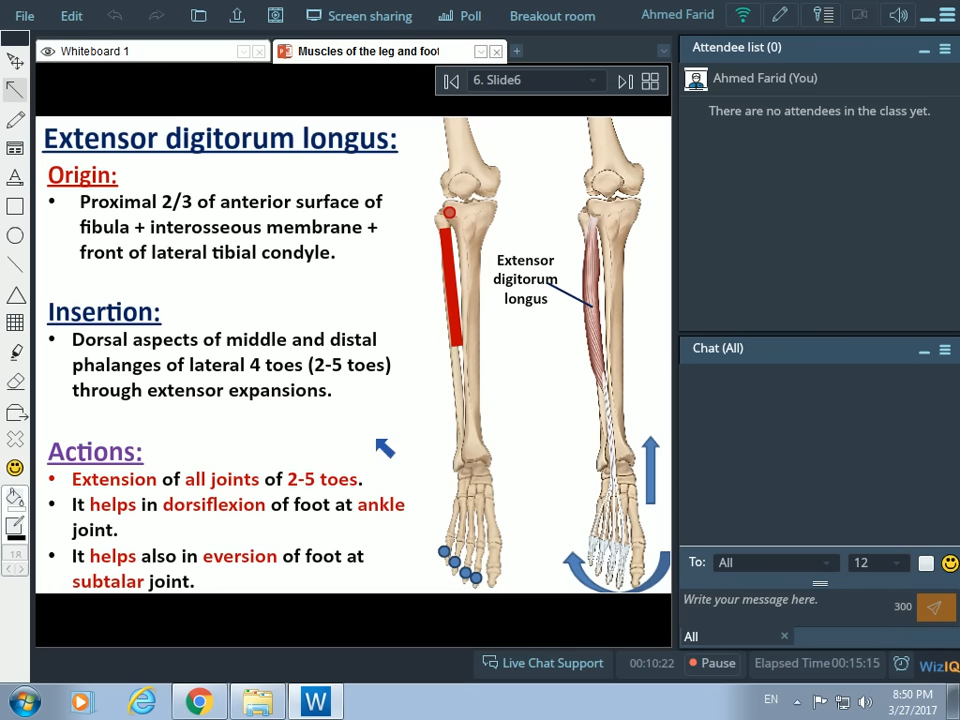 File
Edit
Screen sharing
Poll
Breakout room
Ahmed Farid
Whiteboard 1
Muscles of the leg and foot
Attendee list (0)
Ahmed Farid (You)
There are no attendees in the class yet.
6. Slide6
Extensor digitorum longus:
Origin:
• Proximal 2/3 of anterior surface of
fibula + interosseous membrane +
front of lateral tibial condyle.
Extensor
digitorum
longus
Insertion:
• Dorsal aspects of middle and distal
phalanges of lateral 4 toes (2-5 toes)
through extensor expansions.
Actions:
• Extension of all joints of 2-5 toes.
• It helps in dorsiflexion of foot at ankle
joint.
• It helps also in eversion of foot at
subtalar joint.
Chat (All)
To: All
12
Write your message here.
300
All
Live Chat Support
00:10:22
Pause
Elapsed Time 00:15:15
WizIQ
EN
8:50 PM
3/27/2017